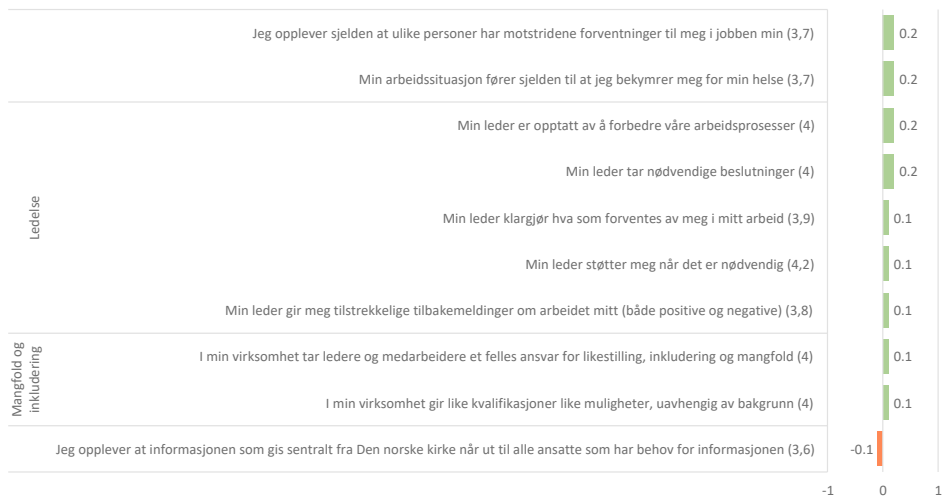 Jeg opplever sjelden at ulike personer har motstridene forventninger til meg i jobben min (3,7)
0.2
Min arbeidssituasjon fører sjelden til at jeg bekymrer meg for min helse (3,7)
0.2
Ledelse
Min leder er opptatt av å forbedre våre arbeidsprosesser (4)
0.2
Min leder tar nødvendige beslutninger (4)
0.2
Min leder klargjør hva som forventes av meg i mitt arbeid (3,9)
0.1
Min leder støtter meg når det er nødvendig (4,2)
0.1
Min leder gir meg tilstrekkelige tilbakemeldinger om arbeidet mitt (både positive og negative) (3,8)
0.1
Mangfold og
inkludering
I min virksomhet tar ledere og medarbeidere et felles ansvar for likestilling, inkludering og mangfold (4)
0.1
I min virksomhet gir like kvalifikasjoner like muligheter, uavhengig av bakgrunn (4)
0.1
Jeg opplever at informasjonen som gis sentralt fra Den norske kirke når ut til alle ansatte som har behov for informasjonen (3,6)
-0.1
-1 0 1